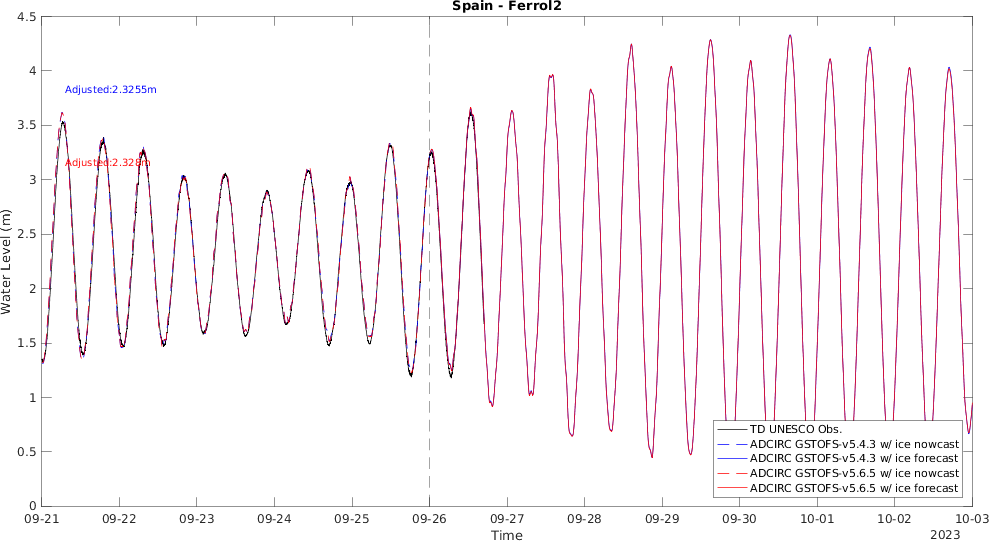 Spain - Ferrol2
4.5
4
3.5
3
2.5
2
1.5
1
0.5
0
Water Level (m)
Adjusted:2.3255m
Adjusted:2.328m
TD UNESCO Obs.
ADCIRC GSTOFS-v5.4.3 w/ ice nowcast
ADCIRC GSTOFS-v5.4.3 w/ ice forecast
ADCIRC GSTOFS-v5.6.5 w/ ice nowcast
ADCIRC GSTOFS-v5.6.5 w/ ice forecast
09-21 09-22 09-23 09-24 09-25 09-26 09-27 09-28 09-29 09-30 10-01 10-02 10-03
Time
2023